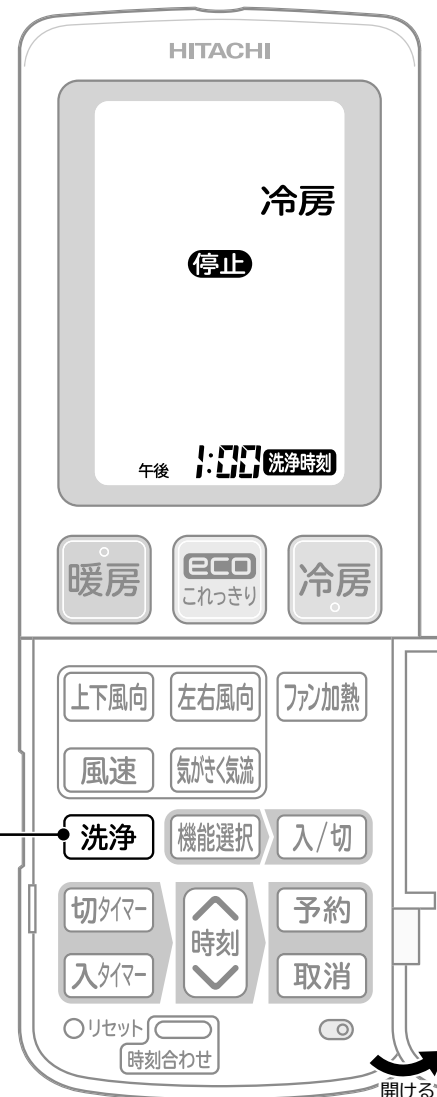 HITACHI
冷房
停止
午後 1:00 洗浄時刻
暖房
eco
これっきり
冷房
上下風向 左右風向 ファン加熱
風速 気がきく気流
洗浄 機能選択 入/切
切タイマー 時刻 予約
入タイマー 取消
リセット
時刻合わせ
開ける